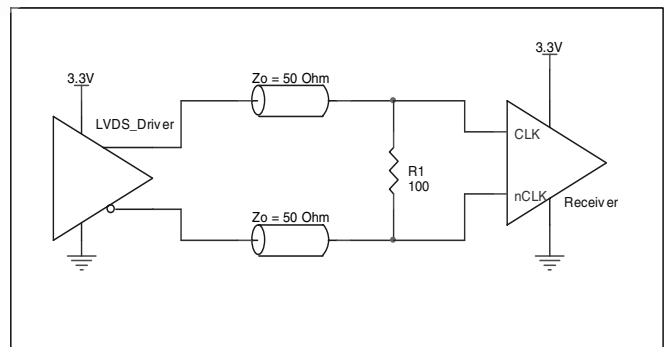 3.3V
3.3V
Zo = 50 Ohm
LVDS_Driver
CLK
R1
100
nCLK
Receiver
Zo = 50 Ohm